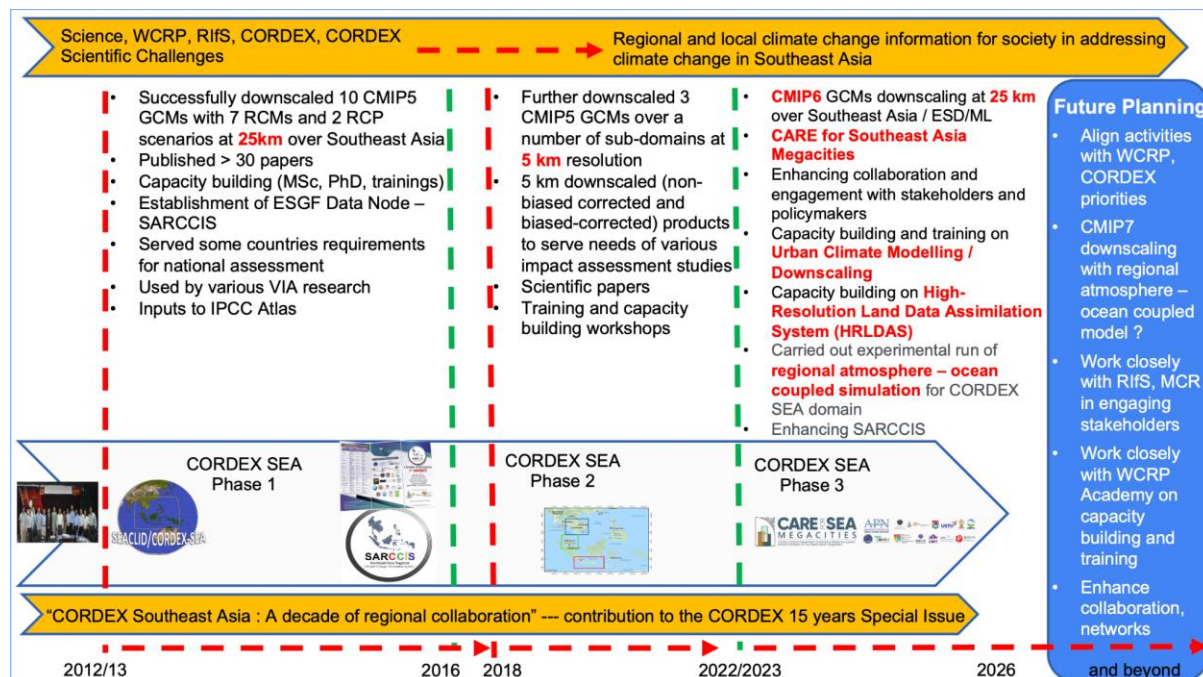 Science, WCRP, RIfS, CORDEX, CORDEX
Scientific Challenges
Regional and local climate change information for society in addressing
climate change in Southeast Asia
• Successfully downscaled 10 CMIP5
GCMs with 7 RCMs and 2 RCP
scenarios at 25km over Southeast Asia
• Published > 30 papers
• Capacity building (MSc, PhD, trainings)
• Establishment of ESGF Data Node –
SARCCIS
• Served some countries requirements
for national assessment
• Used by various VIA research
• Inputs to IPCC Atlas
• Further downscaled 3
CMIP5 GCMs over a
number of sub-domains at
5 km resolution
• 5 km downscaled (non-
biased corrected and
biased-corrected) products
to serve needs of various
impact assessment studies
• Scientific papers
• Training and capacity
building workshops
• CMIP6 GCMs downscaling at 25 km
over Southeast Asia / ESD/ML
• CARE for Southeast Asia
Megacities
• Enhancing collaboration and
engagement with stakeholders and
policymakers
• Capacity building and training on
Urban Climate Modelling /
Downscaling
• Capacity building on High-
Resolution Land Data Assimilation
System (HRLDAS)
• Carried out experimental run of
regional atmosphere – ocean
coupled simulation for CORDEX
SEA domain
• Enhancing SARCCIS
Future Planning
• Align activities
with WCRP,
CORDEX
priorities
• CMIP7
downscaling
with regional
atmosphere –
ocean coupled
model ?
• Work closely
with RIfS, MCR
in engaging
stakeholders
• Work closely
with WCRP
Academy on
capacity
building and
training
• Enhance
collaboration,
networks
and beyond
CORDEX SEA
Phase 1
SEACLID/CORDEX-SEA
SARCCIS
CORDEX SEA
Phase 2
CORDEX SEA
Phase 3
CARE FOR SEA
MEGACITIES
APN
"CORDEX Southeast Asia : A decade of regional collaboration" --- contribution to the CORDEX 15 years Special Issue
2012/13
2016
2018
2022/2023
2026